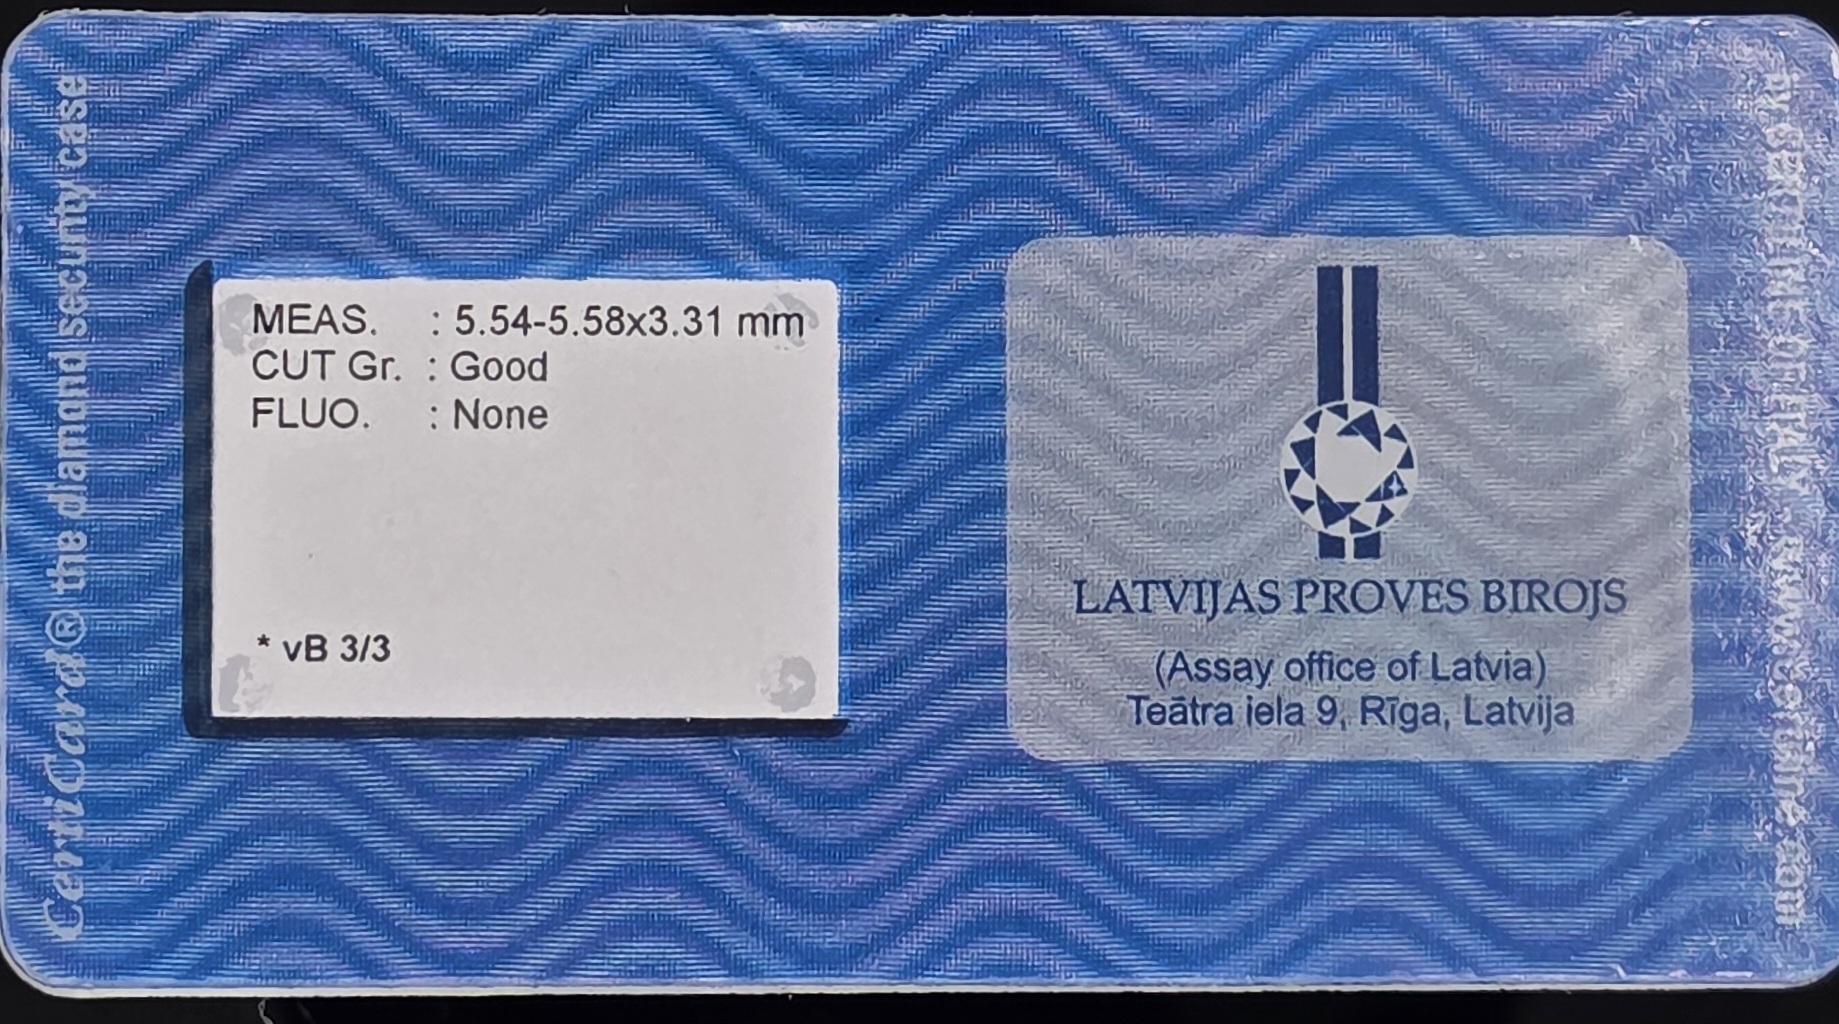 CerriCard® the diamond security case
MEAS. : 5.54-5.58x3.31 mm
CUT Gr. : Good
FLUO. : None
* vB 3/3
LATVIJAS PROVES BIROJS
(Assay office of Latvia)
Teātra iela 9, Rīga, Latvija